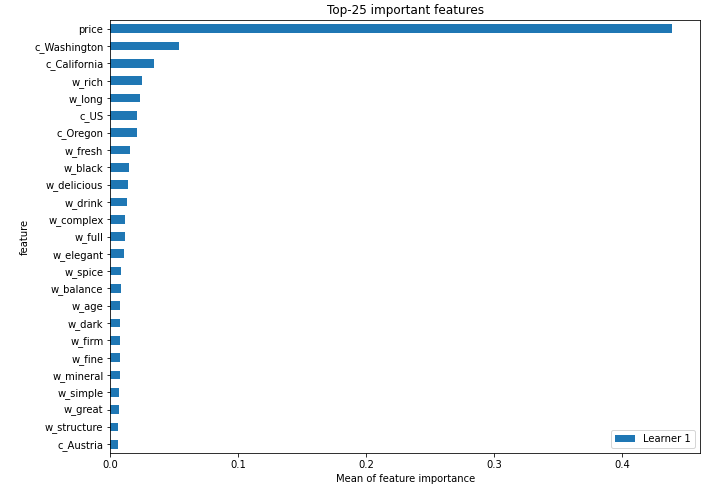 Top-25 important features
price
c_Washington
c_California
w_rich
w_long
c_US
c_Oregon
w_fresh
w_black
w_delicious
w_drink
w_complex
w_full
w_elegant
w_spice
w_balance
w_age
w_dark
w_firm
w_fine
w_mineral
w_simple
w_great
w_structure
c_Austria
feature
Learner 1
0.0 0.1 0.2 0.3 0.4
Mean of feature importance